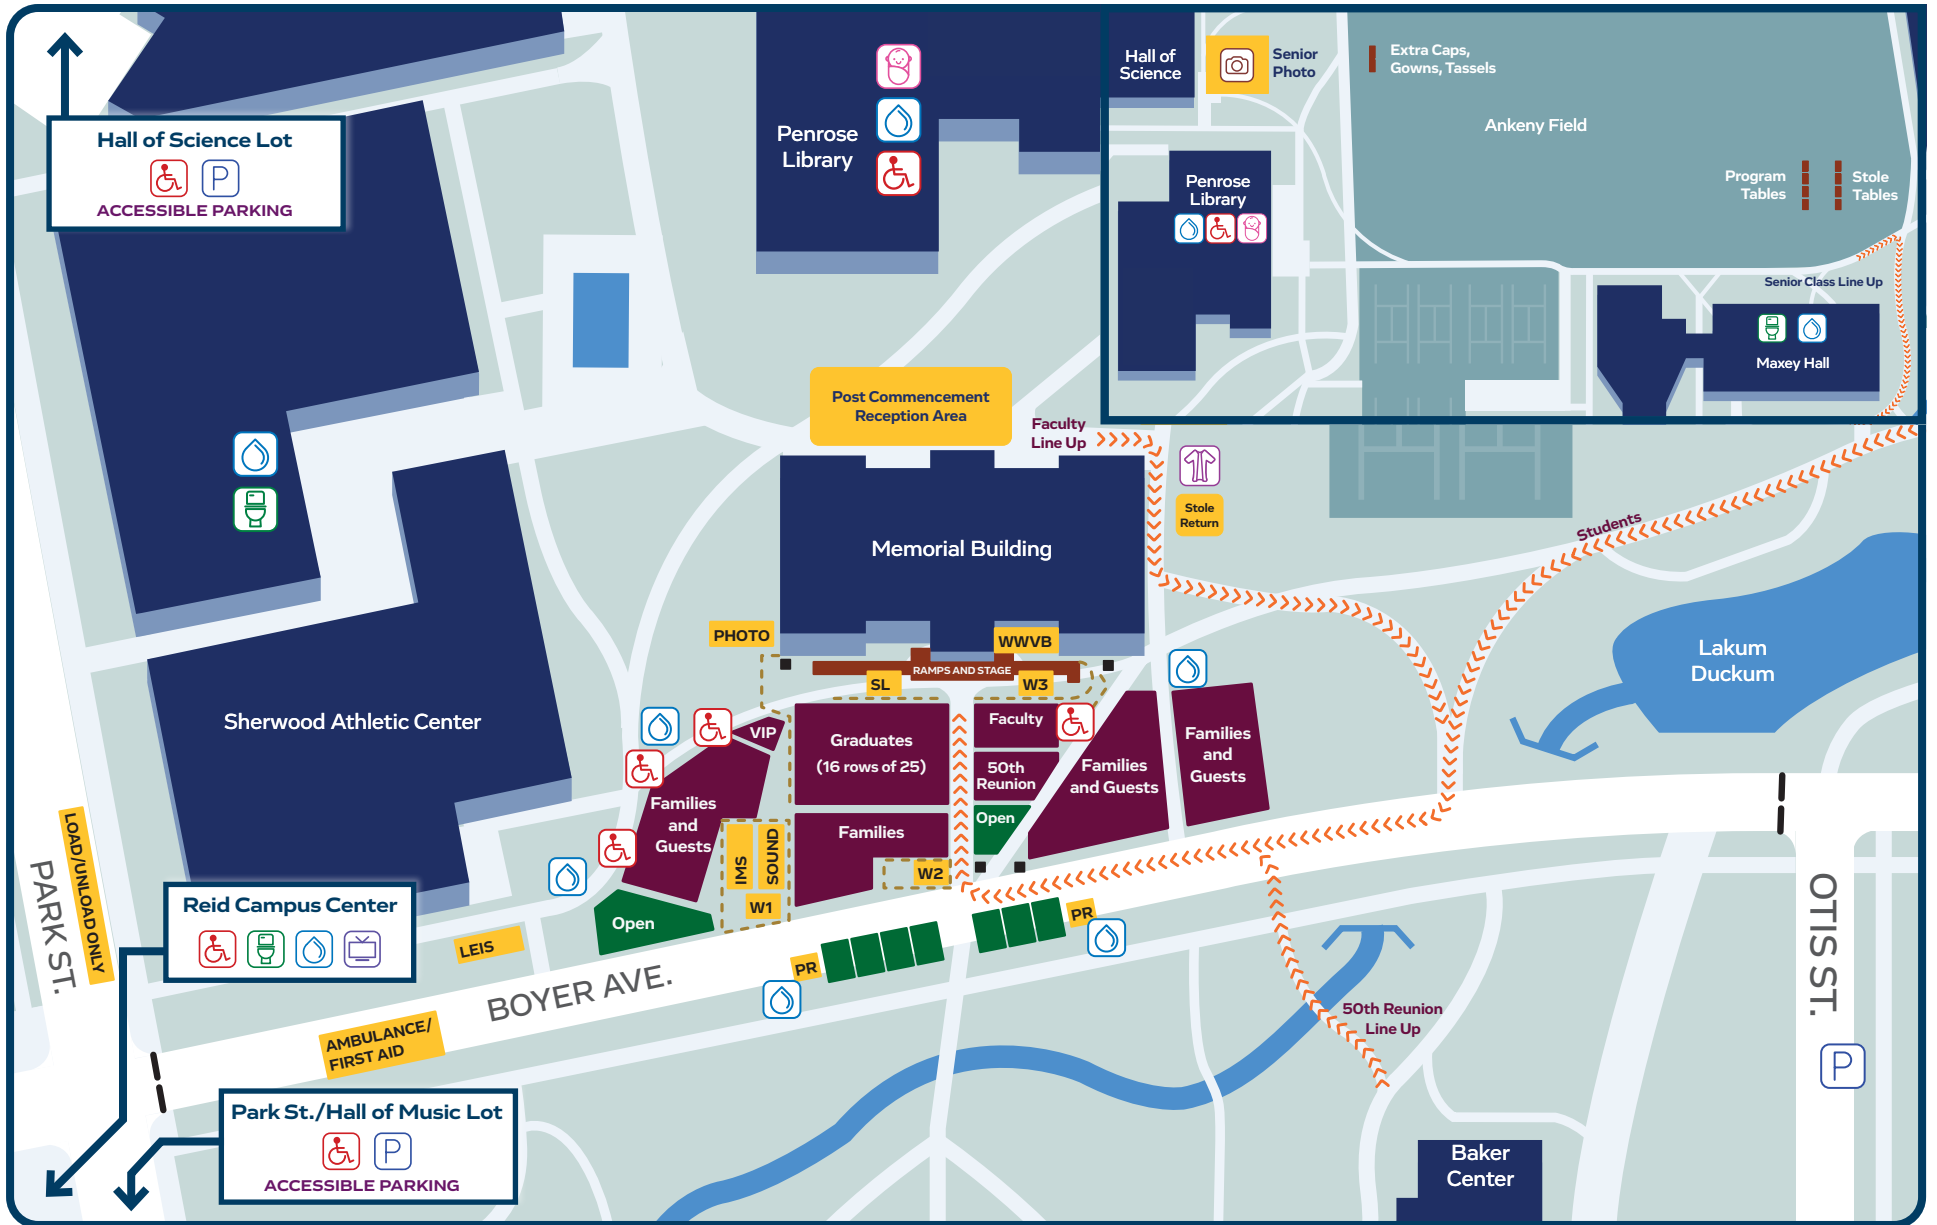 Hall of Science Lot
P
ACCESSIBLE PARKING
Penrose
Library
Hall of
Science
Senior
Photo
Extra Caps,
Gowns, Tassels
Ankeny Field
Penrose
Library
Program
Tables
Stole
Tables
Senior Class Line Up
Maxey Hall
Post Commencement
Reception Area
Faculty
Line Up
Stole
Return
Students
Memorial Building
Lakum
Duckum
PHOTO
WWVB
RAMPS AND STAGE
SL
W3
Sherwood Athletic Center
VIP
Graduates
(16 rows of 25)
Faculty
50th
Reunion
Open
Families
and Guests
Families
and
Guests
Families
and
Guests
Families
IMS
SOUND
W1
W2
Open
LEIS
PR
PR
LOAD/UNLOAD ONLY
PARK ST.
Reid Campus Center
BOYER AVE.
AMBULANCE/
FIRST AID
OTIS ST.
P
50th Reunion
Line Up
Park St./Hall of Music Lot
P
ACCESSIBLE PARKING
Baker
Center